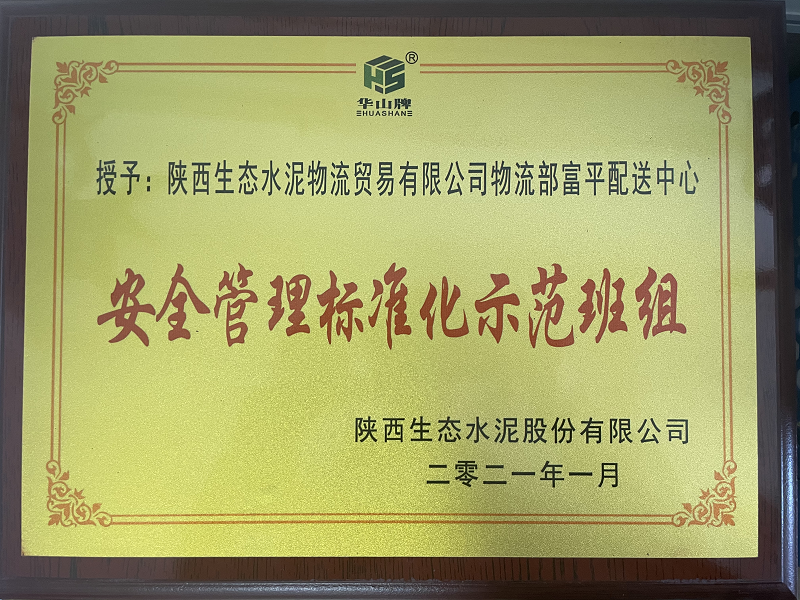 HS®
华山牌
EHUASHANE
授予：陕西生态水泥物流贸易有限公司物流部富平配送中心
安全管理标准化示范班组
陕西生态水泥股份有限公司
二零二一年一月